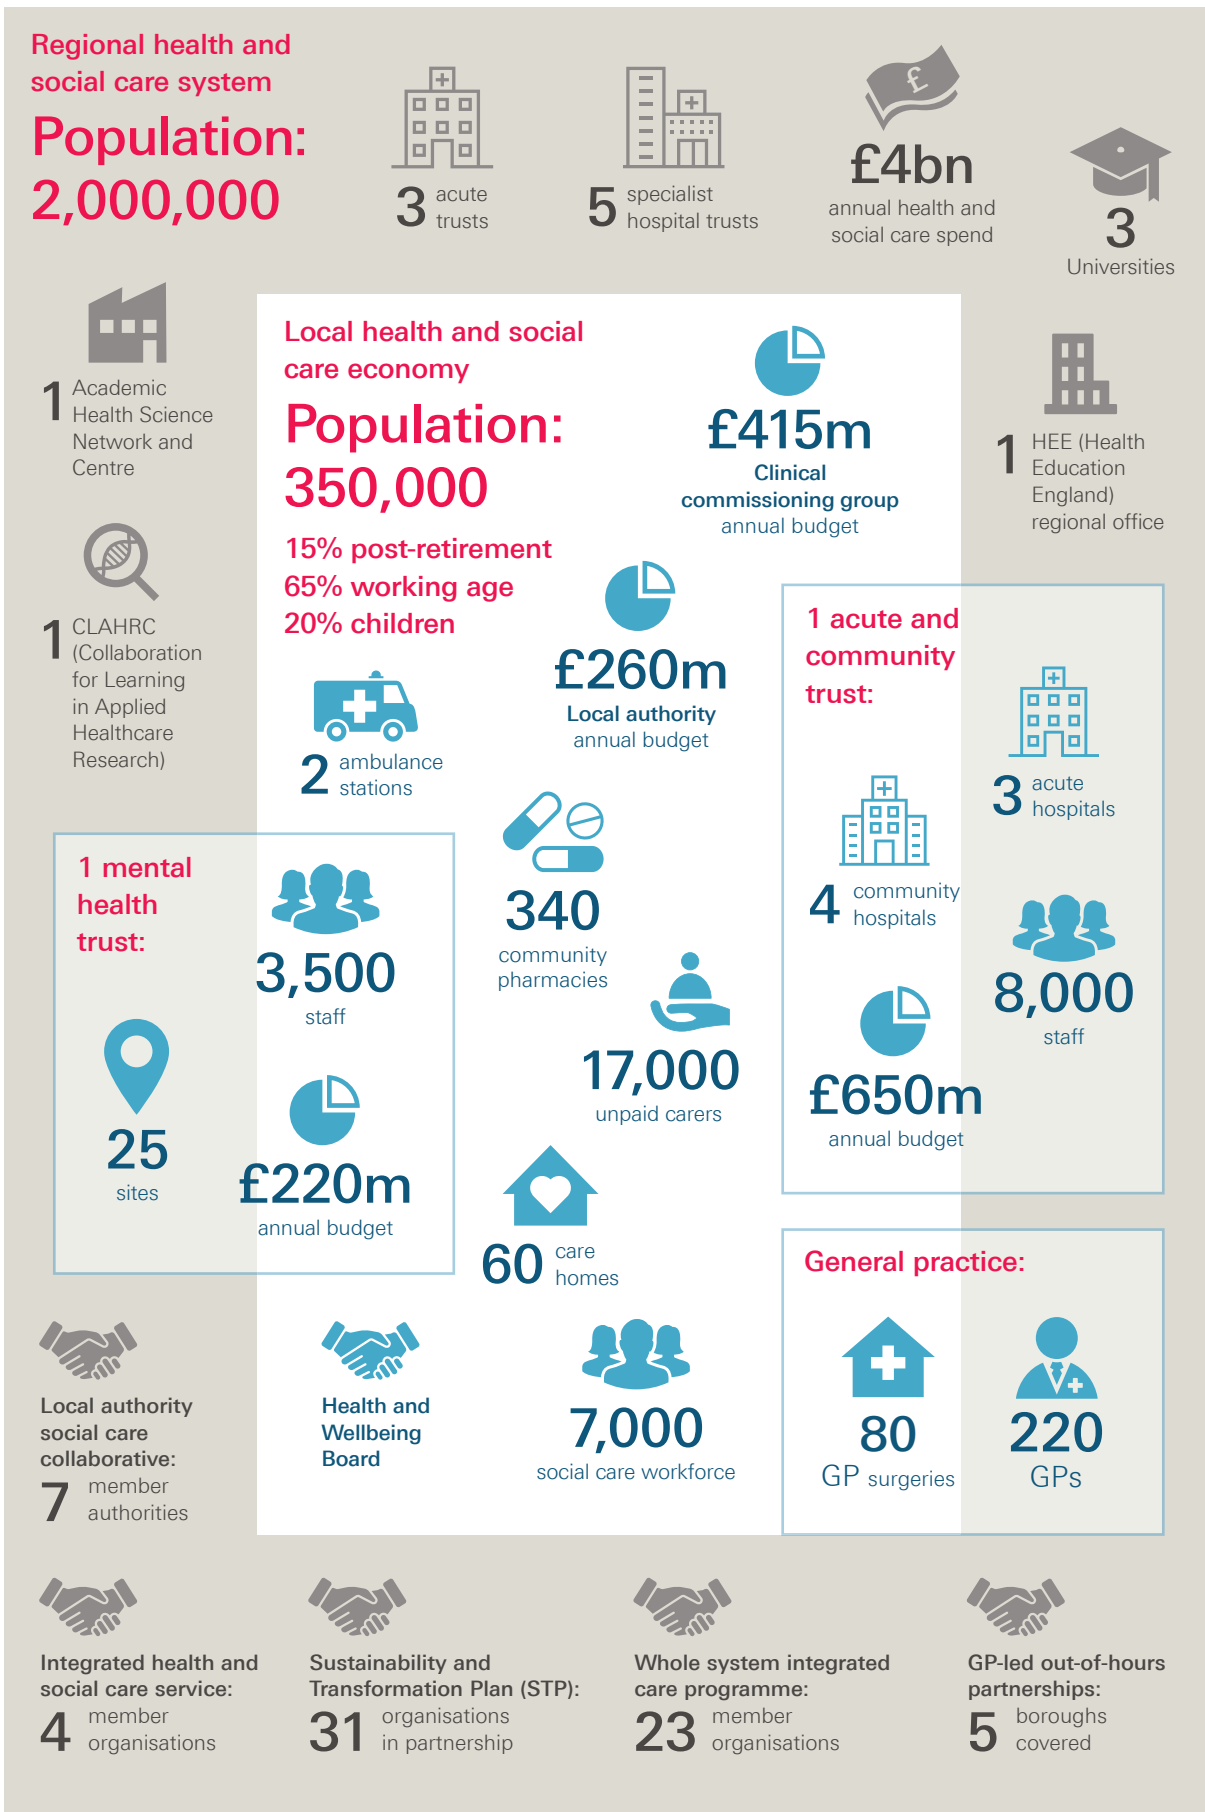 Regional health and
social care system
Population:
2,000,000
3 acute
trusts
5 specialist
hospital trusts
£4bn
annual health and
social care spend
3
Universities
1 Academic
Health Science
Network and
Centre
1 CLAHRC
(Collaboration
for Learning
in Applied
Healthcare
Research)
1 HEE (Health
Education
England)
regional office
Local health and social
care economy
Population:
350,000
15% post-retirement
65% working age
20% children
£415m
Clinical
commissioning group
annual budget
£260m
Local authority
annual budget
2 ambulance
stations
340
community
pharmacies
17,000
unpaid carers
60 care
homes
1 mental
health
trust:
3,500
staff
25
sites
£220m
annual budget
1 acute and
community
trust:
3 acute
hospitals
4 community
hospitals
8,000
staff
£650m
annual budget
General practice:
80
GP surgeries
220
GPs
Local authority
social care
collaborative:
7 member
authorities
Health and
Wellbeing
Board
7,000
social care workforce
Integrated health and
social care service:
4 member
organisations
Sustainability and
Transformation Plan (STP):
31 organisations
in partnership
Whole system integrated
care programme:
23 member
organisations
GP-led out-of-hours
partnerships:
5 boroughs
covered